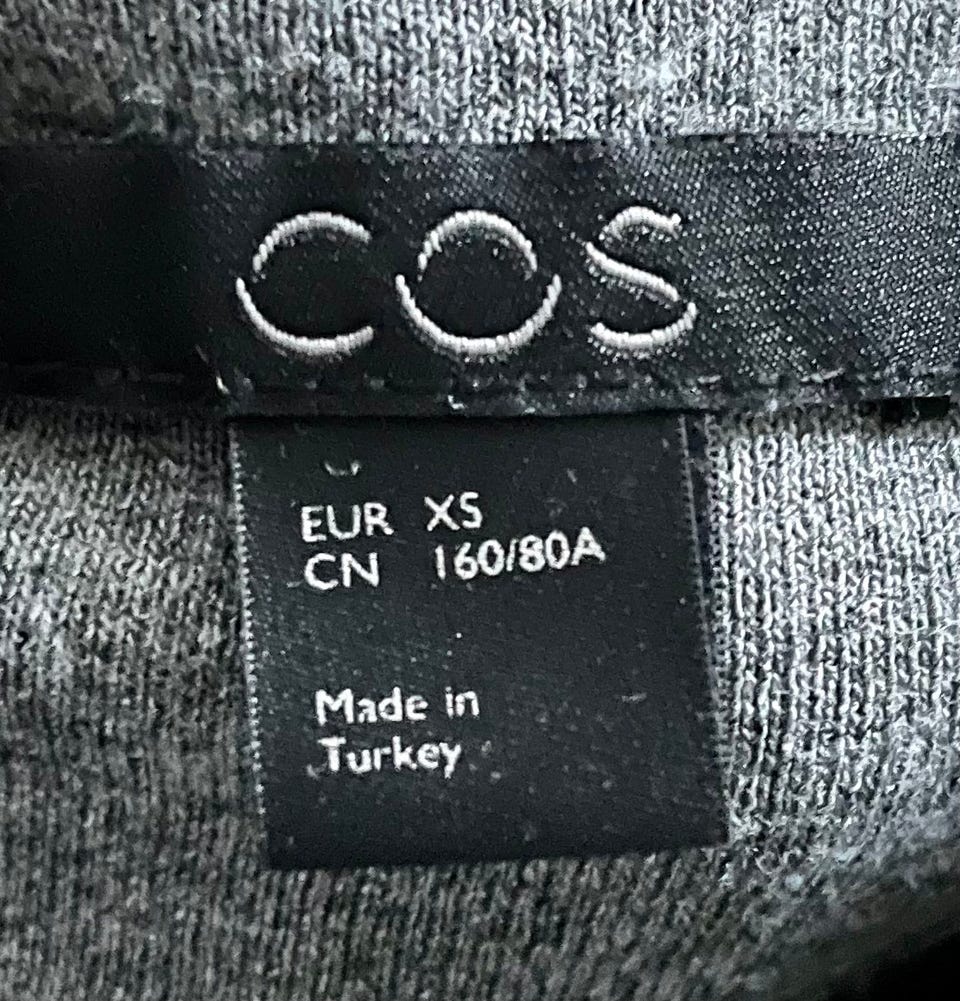 COS
EUR XS
CN 160/80A
Made in
Turkey